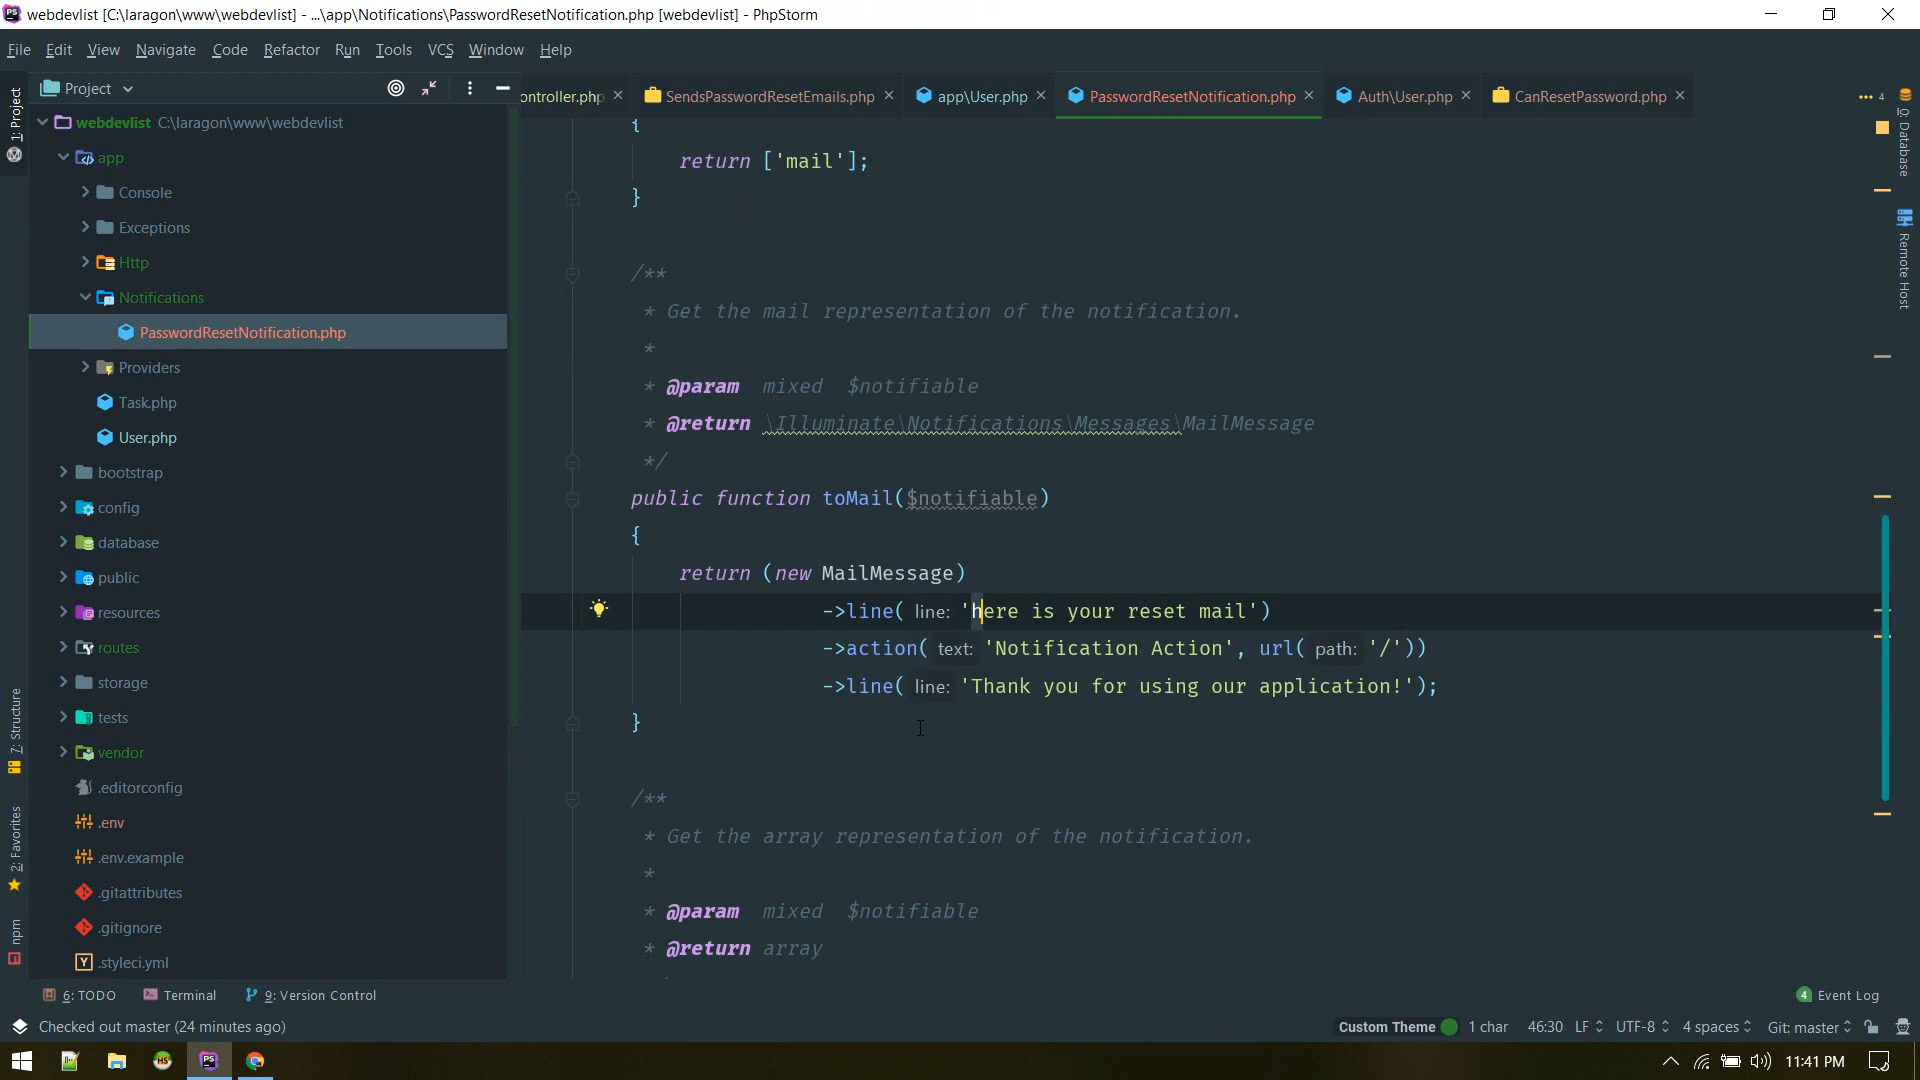 webdevlist [C:\laragon\www\webdevlist] - ...\app\Notifications\PasswordResetNotification.php [webdevlist] - PhpStorm
File Edit View Navigate Code Refactor Run Tools VCS Window Help
Project
ontroller.php SendsPasswordResetEmails.php app\User.php PasswordResetNotification.php Auth\User.php CanResetPassword.php 4
1: Project
7: Structure
2: Favorites
npm
webdevlist C:\laragon\www\webdevlist
app
Console
Exceptions
Http
Notifications
PasswordResetNotification.php
Providers
Task.php
User.php
bootstrap
config
database
public
resources
routes
storage
tests
vendor
.editorconfig
.env
.env.example
.gitattributes
.gitignore
.styleci.yml
{
return ['mail'];
}
/**
* Get the mail representation of the notification.
*
* @param mixed $notifiable
* @return \Illuminate\Notifications\Messages\MailMessage
*/
public function toMail($notifiable)
{
return (new MailMessage)
->line( line: 'here is your reset mail')
->action( text: 'Notification Action', url( path: '/'))
->line( line: 'Thank you for using our application!');
}
/**
* Get the array representation of the notification.
*
* @param mixed $notifiable
* @return array
Database
Remote Host
6: TODO Terminal 9: Version Control 4 Event Log
Checked out master (24 minutes ago) Custom Theme 1 char 46:30 LF UTF-8 4 spaces Git: master
PS 11:41 PM